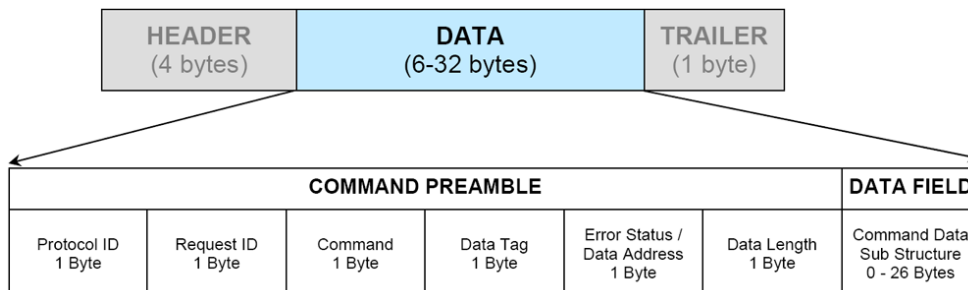 HEADER
(4 bytes)
DATA
(6-32 bytes)
TRAILER
(1 byte)
COMMAND PREAMBLE
DATA FIELD
Protocol ID
1 Byte
Request ID
1 Byte
Command
1 Byte
Data Tag
1 Byte
Error Status /
Data Address
1 Byte
Data Length
1 Byte
Command Data
Sub Structure
0 - 26 Bytes